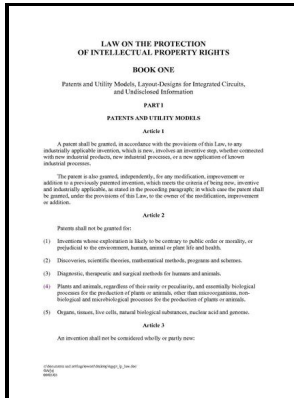 LAW ON THE PROTECTION
OF INTELLECTUAL PROPERTY RIGHTS
BOOK ONE
Patents and Utility Models, Layout-Designs for Integrated Circuits,
and Undisclosed Information
PART I
PATENTS AND UTILITY MODELS
Article 1
A patent shall be granted, in accordance with the provisions of this Law, to any
industrially applicable invention, which is new, involves an inventive step, whether connected
with new industrial products, new industrial processes, or a new application of known
industrial processes.
The patent is also granted, independently, for any modification, improvement or
addition to a previously patented invention, which meets the criteria of being new, inventive
and industrially applicable, as stated in the preceding paragraph; in which case the patent shall
be granted, under the provisions of this Law, to the owner of the modification, improvement
or addition.
Article 2
Patents shall not be granted for:
(1) Inventions whose exploitation is likely to be contrary to public order or morality, or
prejudicial to the environment, human, animal or plant life and health.
(2) Discoveries, scientific theories, mathematical methods, programs and schemes.
(3) Diagnostic, therapeutic and surgical methods for humans and animals.
(4) Plants and animals, regardless of their rarity or peculiarity, and essentially biological
processes for the production of plants or animals, other than microorganisms, non-
biological and microbiological processes for the production of plants or animals.
(5) Organs, tissues, live cells, natural biological substances, nuclear acid and genome.
Article 3
An invention shall not be considered wholly or partly new: